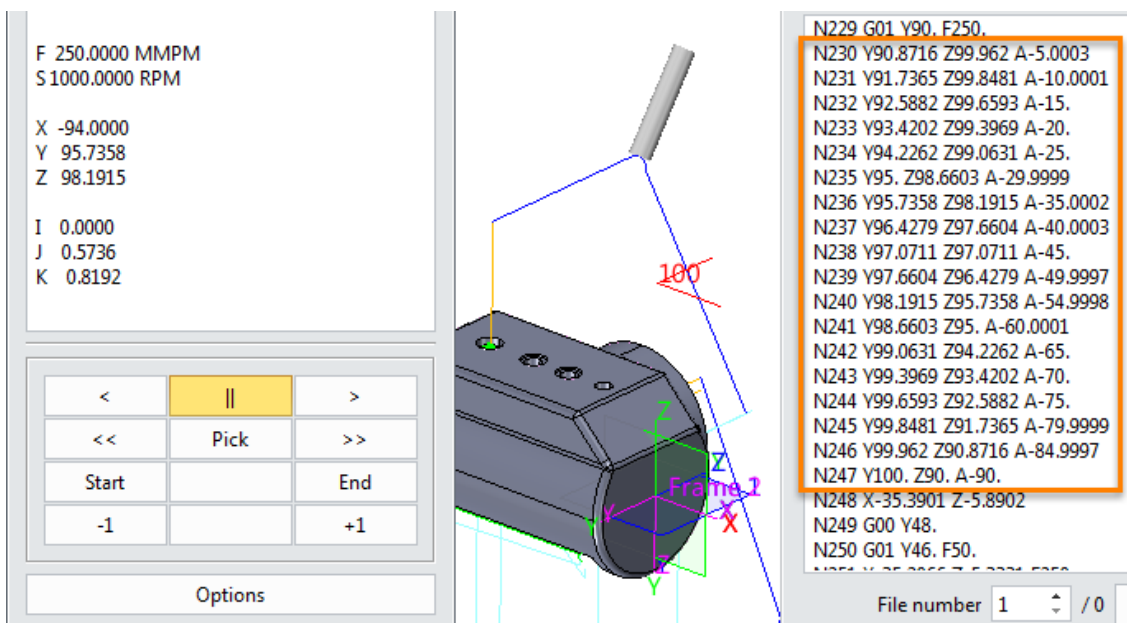 F 250.0000 MMPM
S 1000.0000 RPM
X -94.0000
Y 95.7358
Z 98.1915
I 0.0000
J 0.5736
K 0.8192
<
||
>
<<
Pick
>>
Start
End
-1
+1
Options
100
Z
Z
Y
Frame 2
X
X
Y
Y
Z
Y
N229 G01 Y90. F250.
N230 Y90.8716 Z99.962 A-5.0003
N231 Y91.7365 Z99.8481 A-10.0001
N232 Y92.5882 Z99.6593 A-15.
N233 Y93.4202 Z99.3969 A-20.
N234 Y94.2262 Z99.0631 A-25.
N235 Y95. Z98.6603 A-29.9999
N236 Y95.7358 Z98.1915 A-35.0002
N237 Y96.4279 Z97.6604 A-40.0003
N238 Y97.0711 Z97.0711 A-45.
N239 Y97.6604 Z96.4279 A-49.9997
N240 Y98.1915 Z95.7358 A-54.9998
N241 Y98.6603 Z95. A-60.0001
N242 Y99.0631 Z94.2262 A-65.
N243 Y99.3969 Z93.4202 A-70.
N244 Y99.6593 Z92.5882 A-75.
N245 Y99.8481 Z91.7365 A-79.9999
N246 Y99.962 Z90.8716 A-84.9997
N247 Y100. Z90. A-90.
N248 X-35.3901 Z-5.8902
N249 G00 Y48.
N250 G01 Y46. F50.
File number 1 / 0